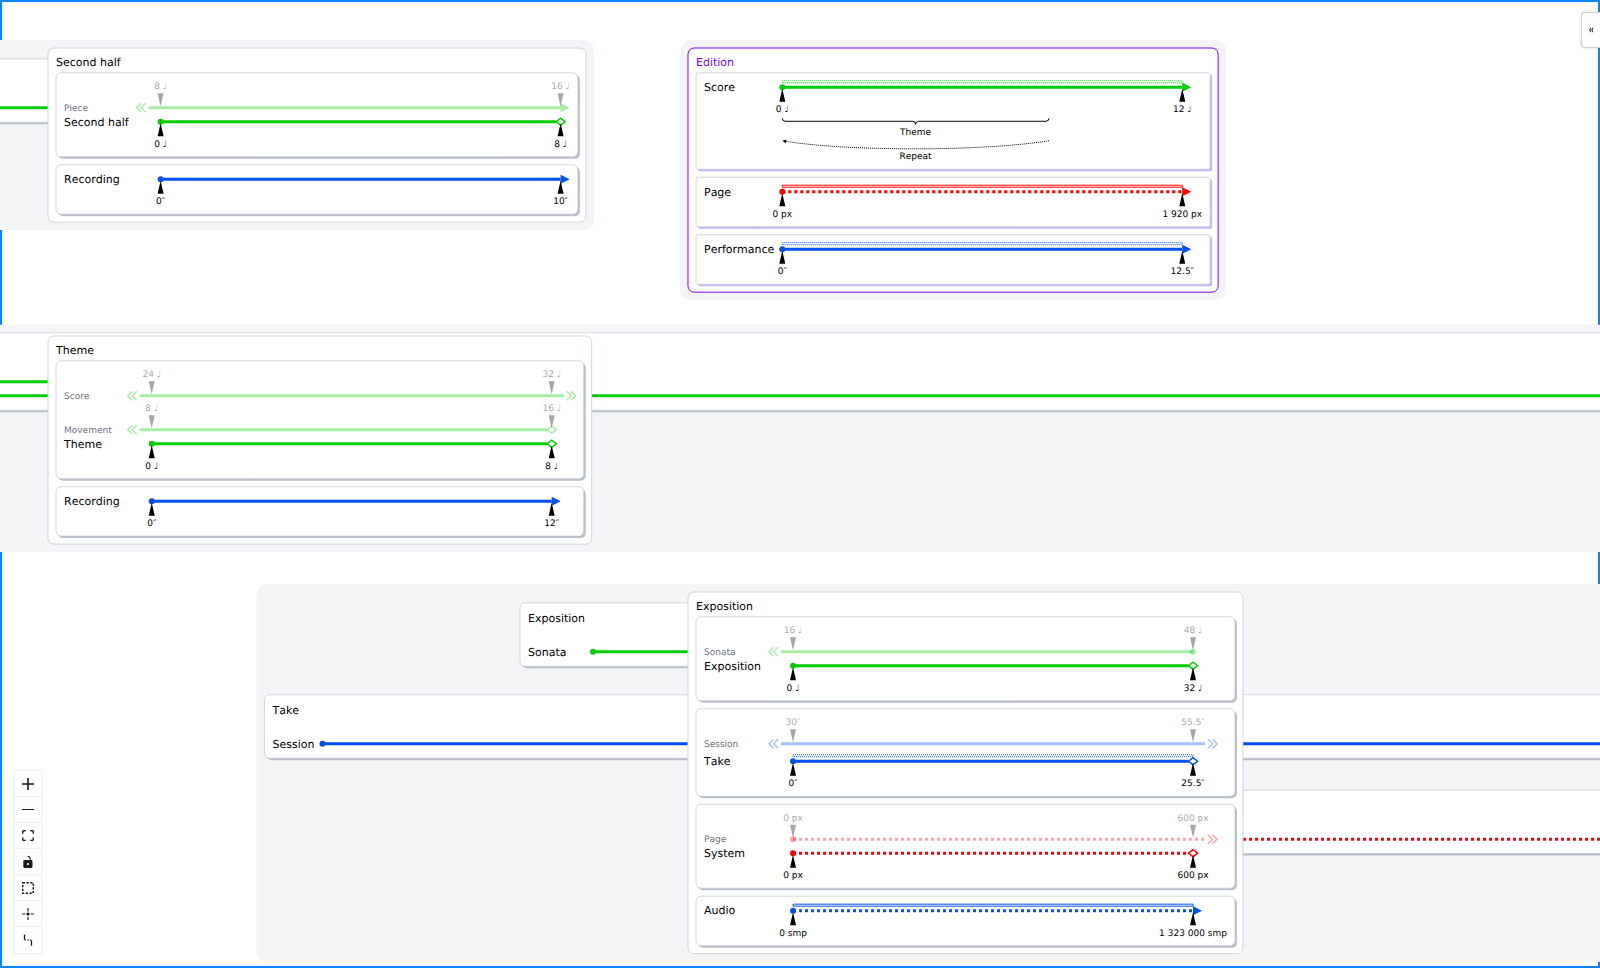 «
Second half
8 ♩ 16 ♩
Piece
Second half
0 ♩ 8 ♩
Recording
0″ 10″
Edition
Score
0 ♩ 12 ♩
Theme
Repeat
Page
0 px 1 920 px
Performance
0″ 12.5″
Theme
24 ♩ 32 ♩
Score
8 ♩ 16 ♩
Movement
Theme
0 ♩ 8 ♩
Recording
0″ 12″
Exposition
Sonata
Take
Session
Exposition
16 ♩ 48 ♩
Sonata
Exposition
0 ♩ 32 ♩
30″ 55.5″
Session
Take
0″ 25.5″
0 px 600 px
Page
System
0 px 600 px
Audio
0 smp 1 323 000 smp